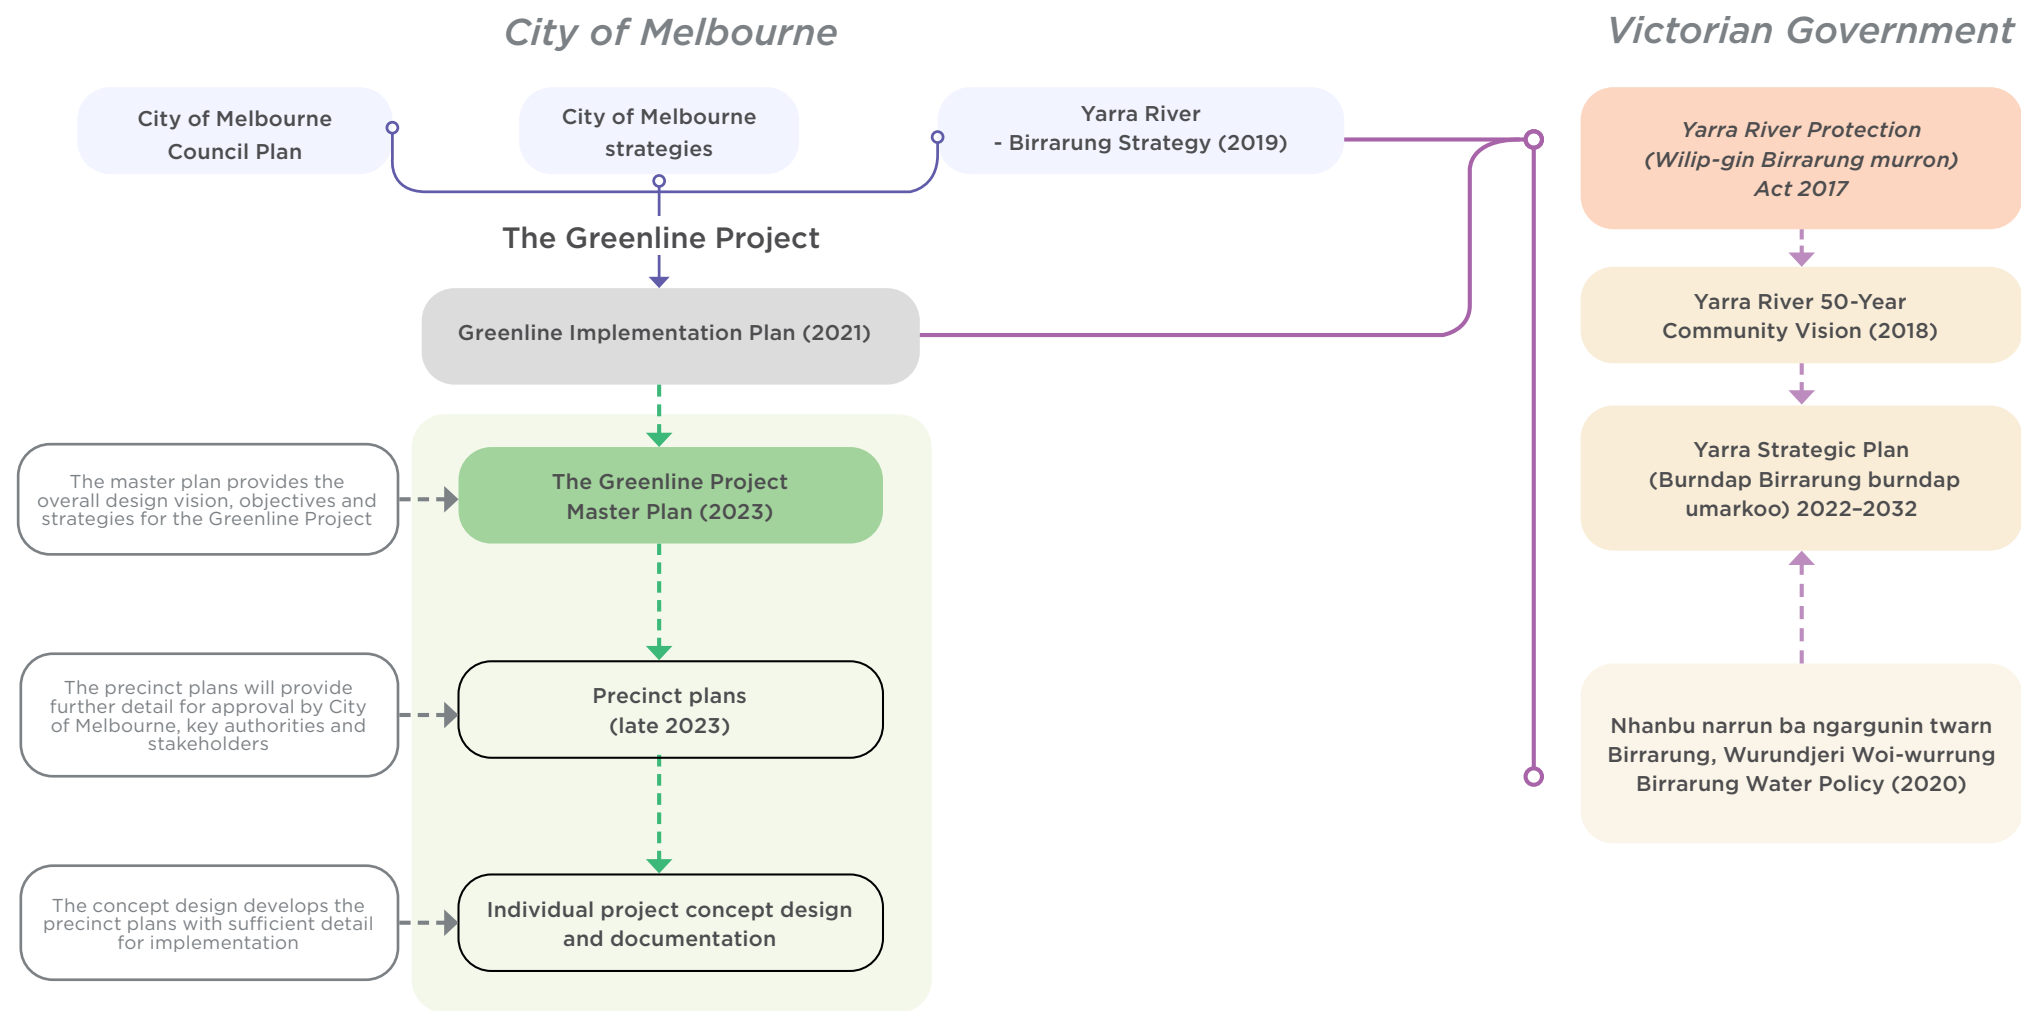 City of Melbourne
Victorian Government
City of Melbourne
Council Plan
City of Melbourne
strategies
Yarra River
- Birrarung Strategy (2019)
The Greenline Project
Greenline Implementation Plan (2021)
The master plan provides the
overall design vision, objectives and
strategies for the Greenline Project
The Greenline Project
Master Plan (2023)
The precinct plans will provide
further detail for approval by City
of Melbourne, key authorities and
stakeholders
Precinct plans
(late 2023)
The concept design develops the
precinct plans with sufficient detail
for implementation
Individual project concept design
and documentation
Yarra River Protection
(Wilip-gin Birrarung murron)
Act 2017
Yarra River 50-Year
Community Vision (2018)
Yarra Strategic Plan
(Burndap Birrarung burndap
umarkoo) 2022–2032
Nhanbu narrun ba ngargunin twarn
Birrarung, Wurundjeri Woi-wurrung
Birrarung Water Policy (2020)